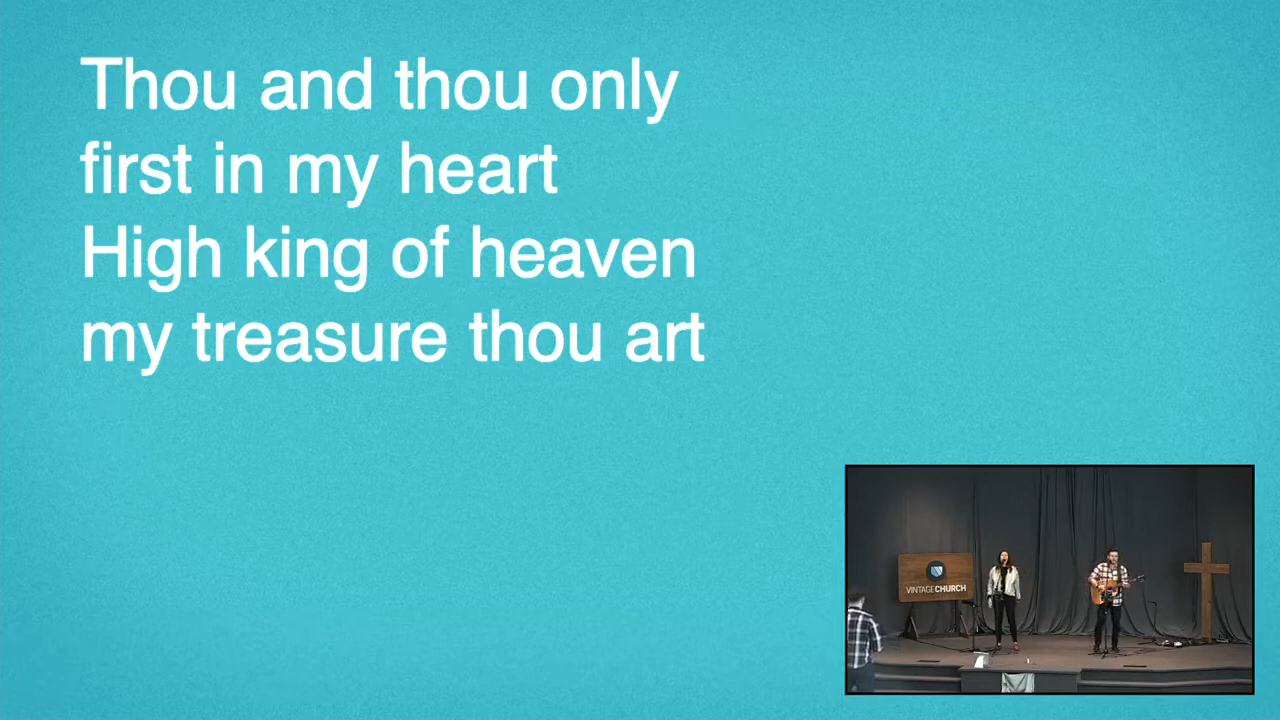 Thou and thou only
first in my heart
High king of heaven
my treasure thou art
VINTAGECHURCH